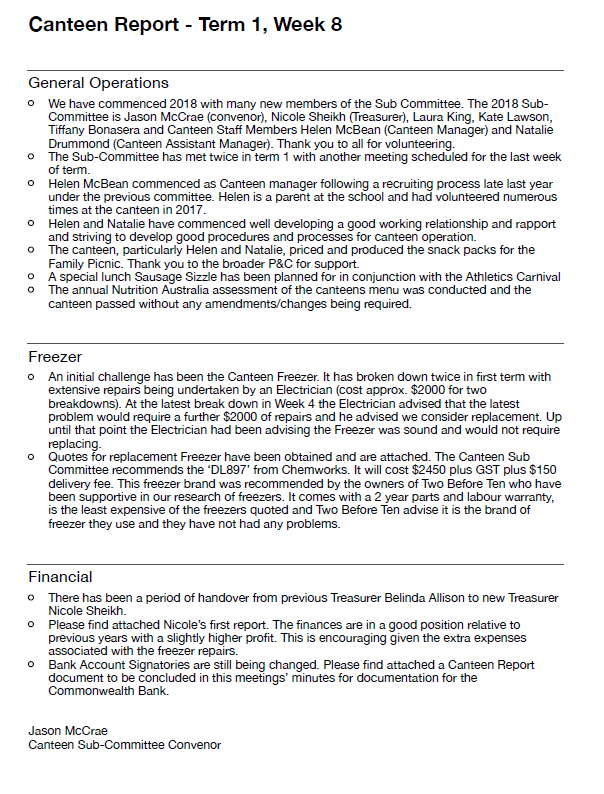 Canteen Report - Term 1, Week 8
General Operations
We have commenced 2018 with many new members of the Sub Committee. The 2018 Sub-
Committee is Jason McCrae (convenor), Nicole Sheikh (Treasurer), Laura King, Kate Lawson,
Tiffany Bonasera and Canteen Staff Members Helen McBean (Canteen Manager) and Natalie
Drummond (Canteen Assistant Manager). Thank you to all for volunteering.
The Sub-Committee has met twice in term 1 with another meeting scheduled for the last week
of term.
Helen McBean commenced as Canteen manager following a recruiting process late last year
under the previous committee. Helen is a parent at the school and had volunteered numerous
times at the canteen in 2017.
Helen and Natalie have commenced well developing a good working relationship and rapport
and striving to develop good procedures and processes for canteen operation.
The canteen, particularly Helen and Natalie, priced and produced the snack packs for the
Family Picnic. Thank you to the broader P&C for support.
A special lunch Sausage Sizzle has been planned for in conjunction with the Athletics Carnival
The annual Nutrition Australia assessment of the canteens menu was conducted and the
canteen passed without any amendments/changes being required.
Freezer
An initial challenge has been the Canteen Freezer. It has broken down twice in first term with
extensive repairs being undertaken by an Electrician (cost approx. $2000 for two
breakdowns). At the latest break down in Week 4 the Electrician advised that the latest
problem would require a further $2000 of repairs and he advised we consider replacement. Up
until that point the Electrician had been advising the Freezer was sound and would not require
replacing.
Quotes for replacement Freezer have been obtained and are attached. The Canteen Sub
Committee recommends the ‘DL897’ from Chemworks. It will cost $2450 plus GST plus $150
delivery fee. This freezer brand was recommended by the owners of Two Before Ten who have
been supportive in our research of freezers. It comes with a 2 year parts and labour warranty,
is the least expensive of the freezers quoted and Two Before Ten advise it is the brand of
freezer they use and they have not had any problems.
Financial
There has been a period of handover from previous Treasurer Belinda Allison to new Treasurer
Nicole Sheikh.
Please find attached Nicole’s first report. The finances are in a good position relative to
previous years with a slightly higher profit. This is encouraging given the extra expenses
associated with the freezer repairs.
Bank Account Signatories are still being changed. Please find attached a Canteen Report
document to be concluded in this meetings’ minutes for documentation for the
Commonwealth Bank.
Jason McCrae
Canteen Sub-Committee Convenor